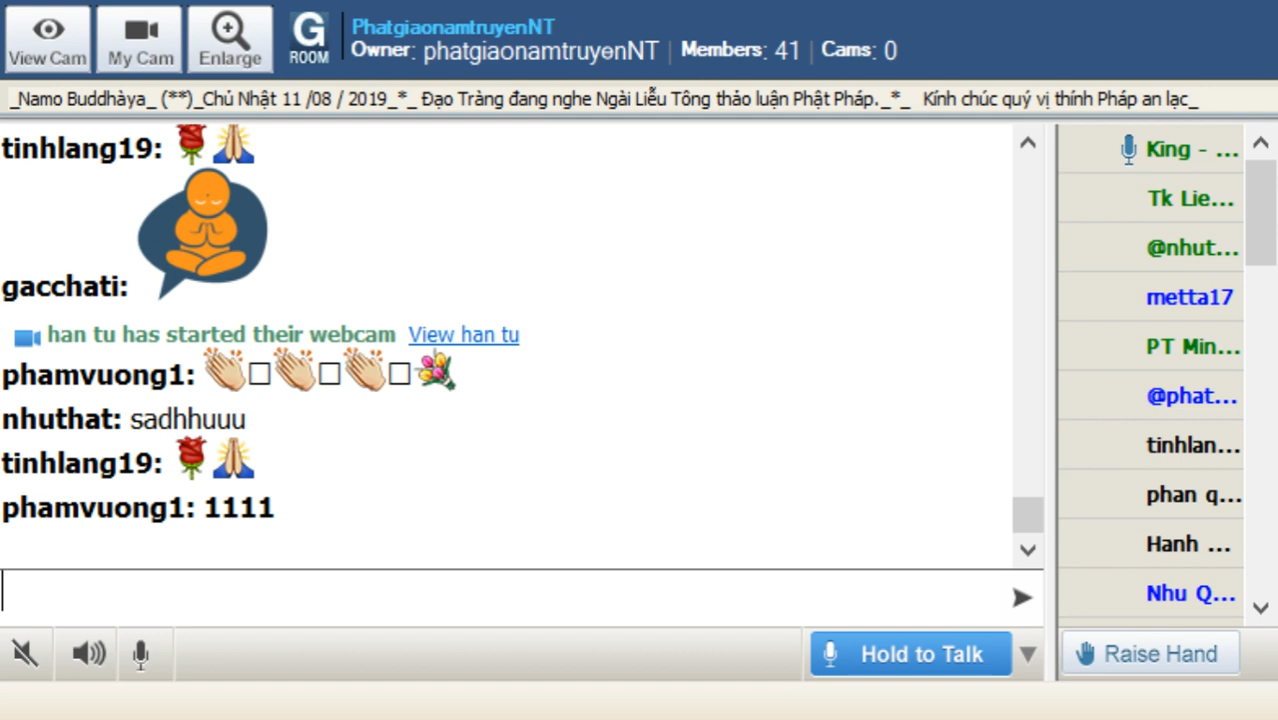 View Cam
My Cam
Enlarge
G
ROOM
PhatgiaonamtruyenNT
Owner: phatgiaonamtruyenNT | Members: 41 | Cams: 0
_Namo Buddhàya_ (**)_Chủ Nhật 11 /08 / 2019_*_ Đạo Tràng đang nghe Ngài Liễu Tông thảo luận Phật Pháp._*_ Kính chúc quý vị thính Pháp an lạc_
tinhlang19: 🌹🙏
gacchati:
han tu has started their webcam View han tu
phamvuong1: 👏□👏□👏□💐
nhuthat: sadhhuuu
tinhlang19: 🌹🙏
phamvuong1: 1111
King - ...
Tk Lie...
@nhut...
metta17
PT Min...
@phat...
tinhlan...
phan q...
Hanh ...
Nhu Q...
Hold to Talk
Raise Hand